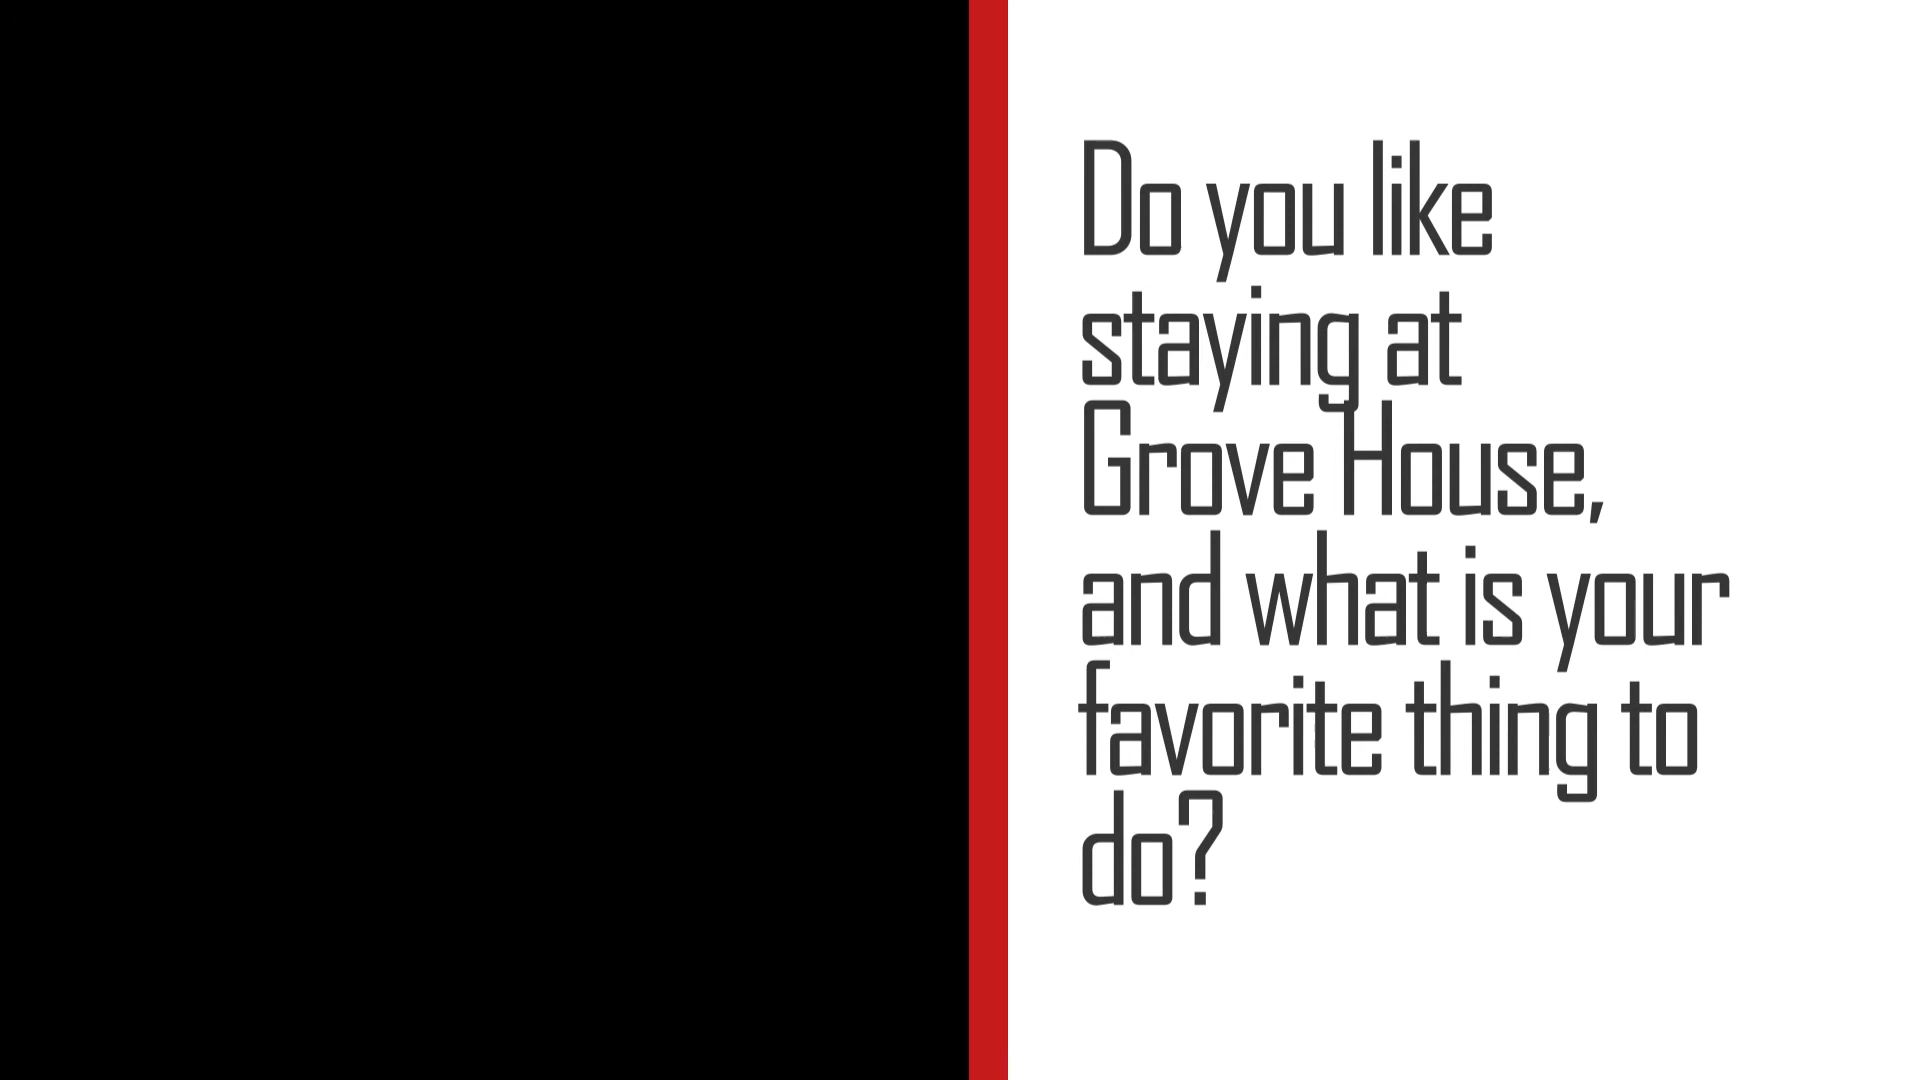 Do you like
staying at
Grove House,
and what is your
favorite thing to
do?